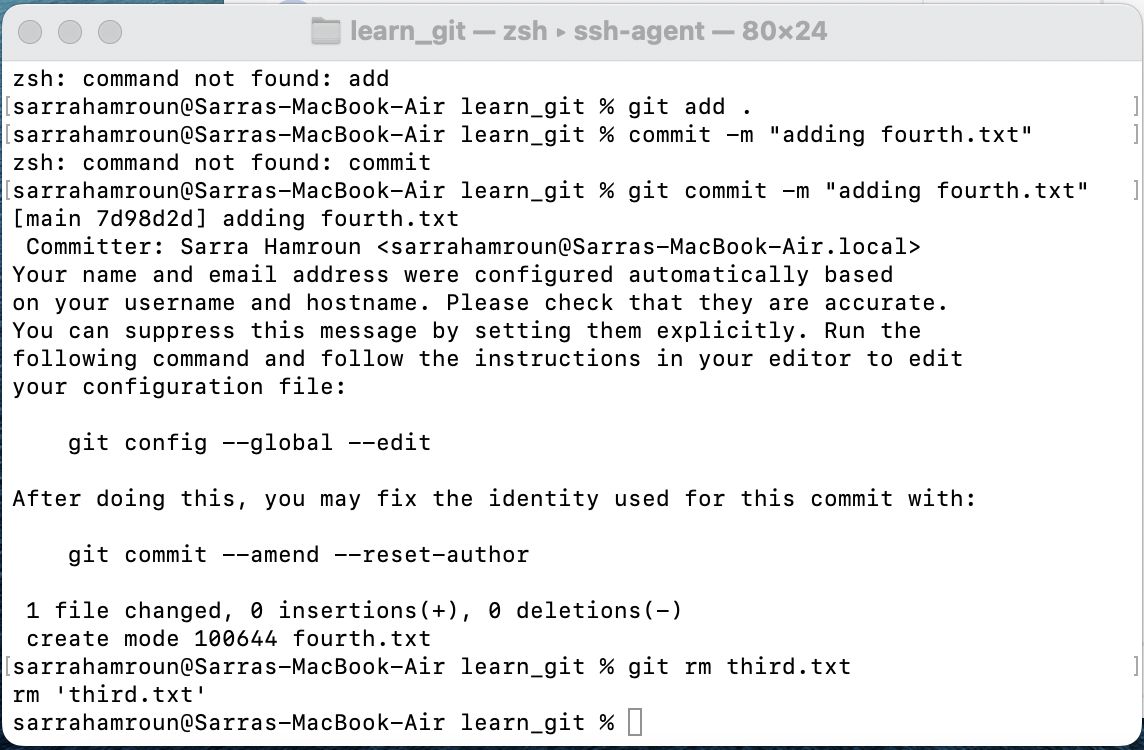 learn_git — zsh ▸ ssh-agent — 80×24
zsh: command not found: add
[sarrahamroun@Sarras-MacBook-Air learn_git % git add . ]
[sarrahamroun@Sarras-MacBook-Air learn_git % commit -m "adding fourth.txt" ]
zsh: command not found: commit
[sarrahamroun@Sarras-MacBook-Air learn_git % git commit -m "adding fourth.txt" ]
[main 7d98d2d] adding fourth.txt
 Committer: Sarra Hamroun <sarrahamroun@Sarras-MacBook-Air.local>
Your name and email address were configured automatically based
on your username and hostname. Please check that they are accurate.
You can suppress this message by setting them explicitly. Run the
following command and follow the instructions in your editor to edit
your configuration file:

    git config --global --edit

After doing this, you may fix the identity used for this commit with:

    git commit --amend --reset-author

 1 file changed, 0 insertions(+), 0 deletions(-)
 create mode 100644 fourth.txt
[sarrahamroun@Sarras-MacBook-Air learn_git % git rm third.txt ]
rm 'third.txt'
sarrahamroun@Sarras-MacBook-Air learn_git %